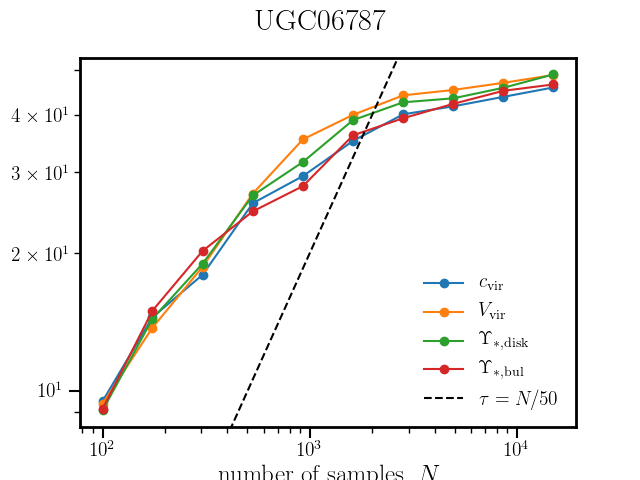 UGC06787
4 × 10¹
3 × 10¹
2 × 10¹
10¹
c_vir
V_vir
Υ_*,disk
Υ_*,bul
τ = N/50
10² 10³ 10⁴
number of samples, N